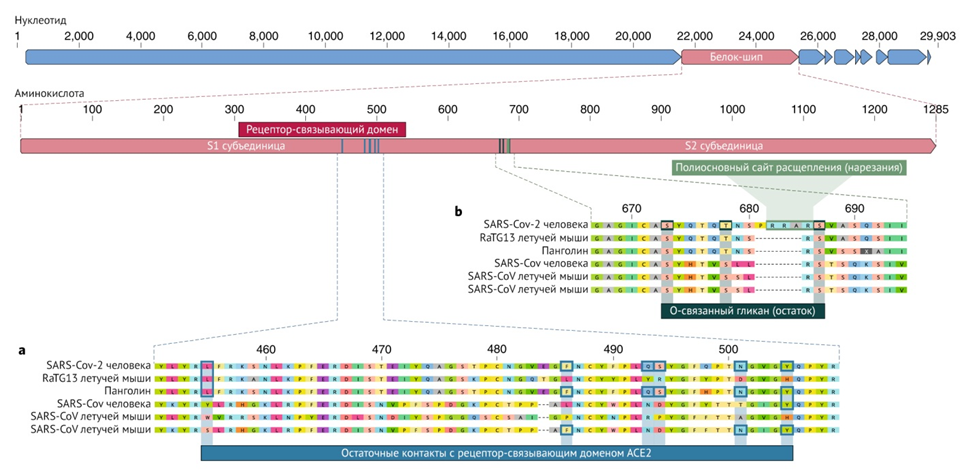 Нуклеотид
1 2,000 4,000 6,000 8,000 10,000 12,000 14,000 16,000 18,000 20,000 22,000 24,000 26,000 28,000 29,903
Белок-шип
Аминокислота
1 100 200 300 400 500 600 700 800 900 1000 1100 1200 1285
Рецептор-связывающий домен
S1 субъединица S2 субъединица
Полиосновный сайт расщепления (нарезания)
b
670 680 690
SARS-Cov-2 человека G A G I C A S Y Q T Q T N S P R R A R S V A S Q S I I
RaTG13 летучей мыши G A G I C A S Y Q T Q T N S - - - - R S V A S Q S I I
Панголин G A G I C A S Y Q T Q T N S - - - - R S V S S X A I I
SARS-Cov человека G A G I C A S Y H T V S L L - - - - R S T S Q K S I V
SARS-CoV летучей мыши G A G I C A S Y H T V S S L - - - - R S T S Q K S I V
SARS-CoV летучей мыши G A G I C A S Y H T V S S L - - - - R S T S Q K S I V
О-связанный гликан (остаток)
a
460 470 480 490 500
SARS-Cov-2 человека Y L Y R L F R K S N L K P F E R D I S T E I Y Q A G S T P C N G V E G F N C Y F P L Q S Y G F Q P T N G V G Y Q P Y R
RaTG13 летучей мыши Y L Y R L F R K A N L K P F E R D I S T E I Y Q A G S K P C N G Q T G L N C Y Y P L Y R Y G F Y P T D G V G H Q P Y R
Панголин Y L Y R L F R K S N L K P F E R D I S T E I Y Q A G S T P C N G V E G F N C Y F P L Q S Y G F H P T N G V G Y Q P Y R
SARS-Cov человека
SARS-CoV летучей мыши
SARS-CoV летучей мыши
Остаточные контакты с рецептор-связывающим доменом ACE2